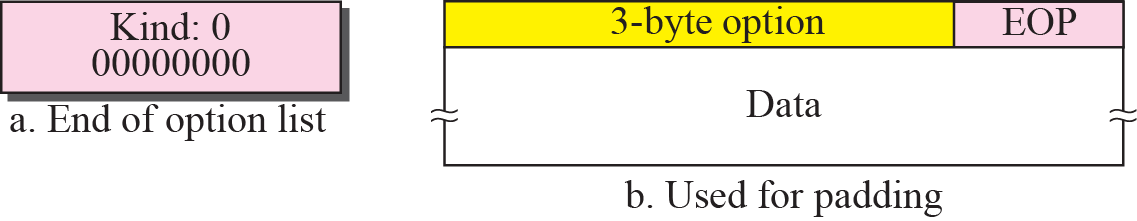 Kind: 0
00000000
a. End of option list
3-byte option
EOP
Data
b. Used for padding